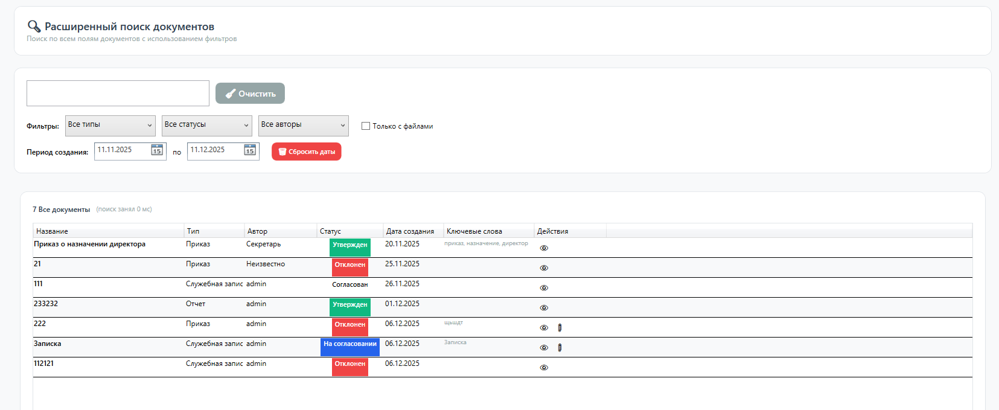 Расширенный поиск документов
Поиск по всем полям документов с использованием фильтров
Очистить
Фильтры: Все типы Все статусы Все авторы Только с файлами
Период создания: 11.11.2025 15 по 11.12.2025 15 Сбросить даты
7 Все документы (поиск занял 0 мс)
Название Тип Автор Статус Дата создания Ключевые слова Действия
Приказ о назначении директора Приказ Секретарь Утвержден 20.11.2025 приказ, назначение, директор
21 Приказ Неизвестно Отклонен 25.11.2025
111 Служебная запис admin Согласован 26.11.2025
233232 Отчет admin Утвержден 01.12.2025
222 Приказ admin Отклонен 06.12.2025 щьшдт
Записка Служебная запис admin На согласовании 06.12.2025 Записка
112121 Служебная запис admin Отклонен 06.12.2025